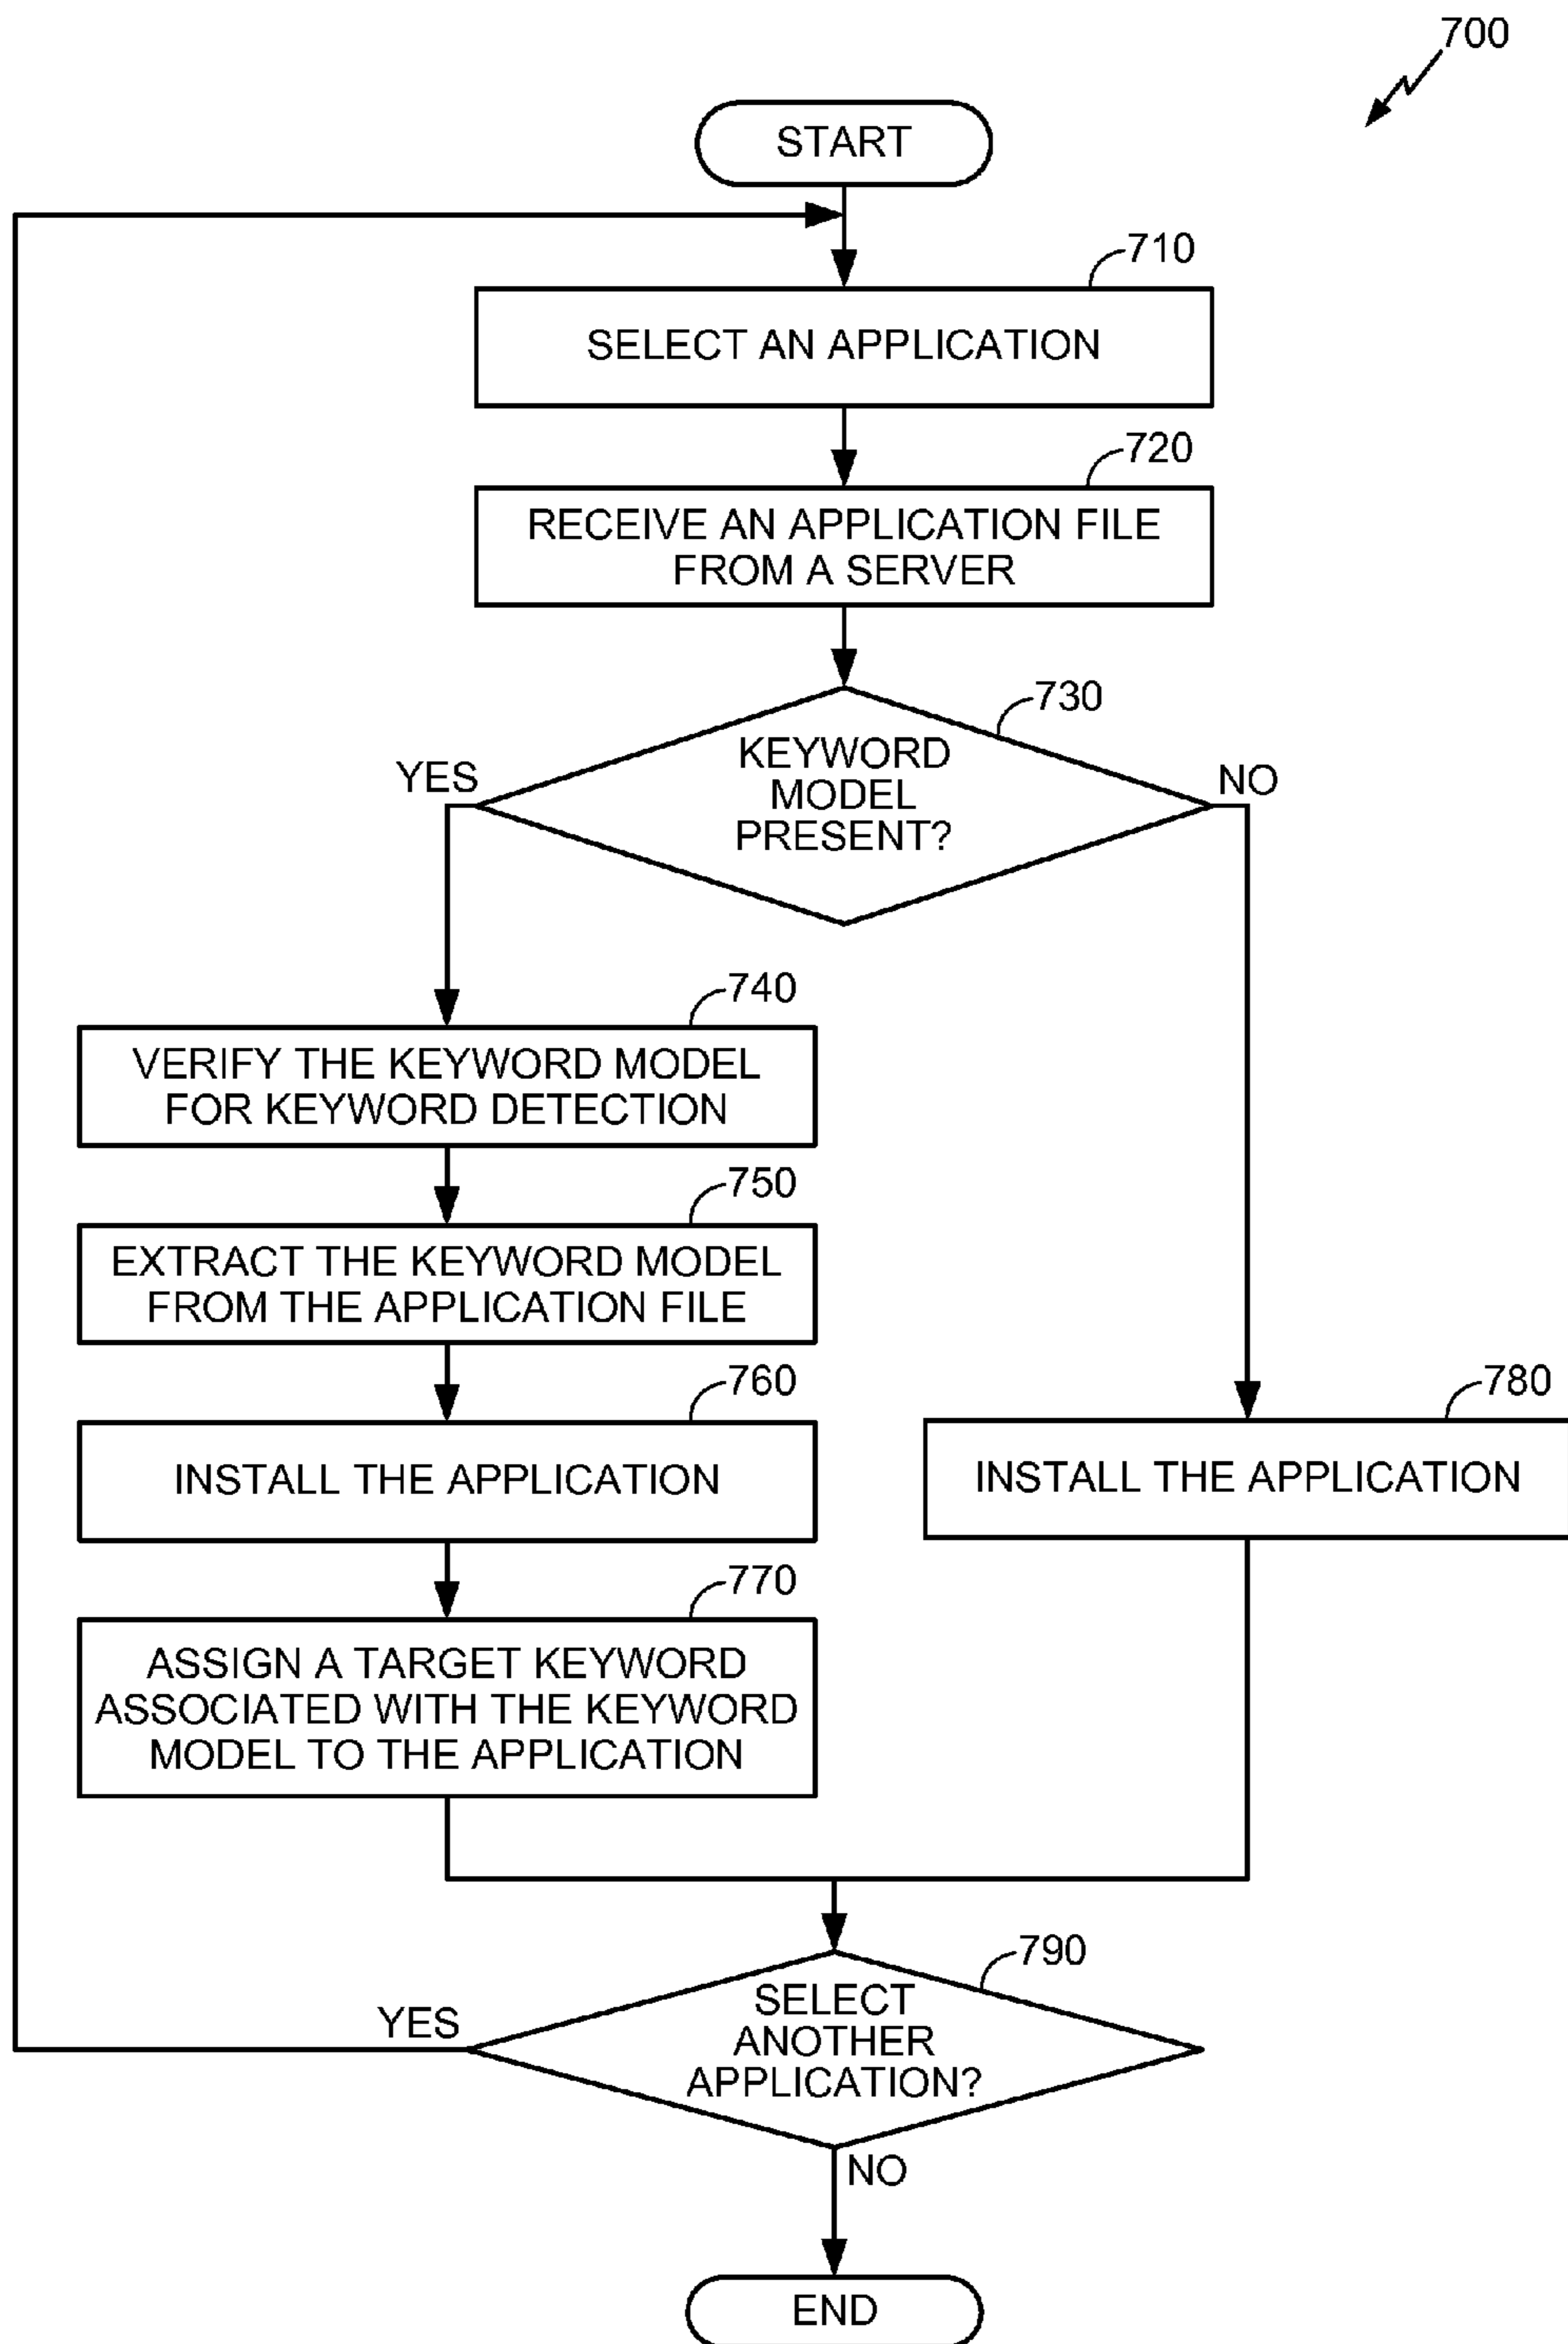 700
START
710
SELECT AN APPLICATION
720
RECEIVE AN APPLICATION FILE
FROM A SERVER
730
KEYWORD
MODEL
PRESENT?
YES
NO
740
VERIFY THE KEYWORD MODEL
FOR KEYWORD DETECTION
750
EXTRACT THE KEYWORD MODEL
FROM THE APPLICATION FILE
760
INSTALL THE APPLICATION
780
INSTALL THE APPLICATION
770
ASSIGN A TARGET KEYWORD
ASSOCIATED WITH THE KEYWORD
MODEL TO THE APPLICATION
790
SELECT
ANOTHER
APPLICATION?
YES
NO
END